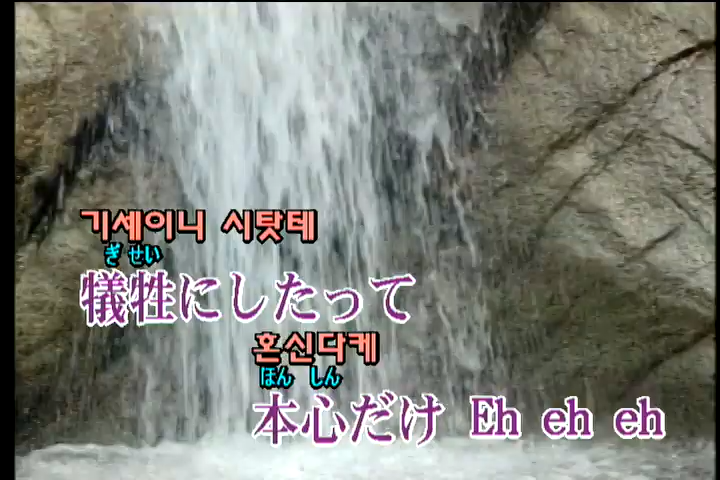 기세이니 시탓테
ぎ せい
犠牲にしたって
혼신다케
ほん しん
本心だけ Eh eh eh